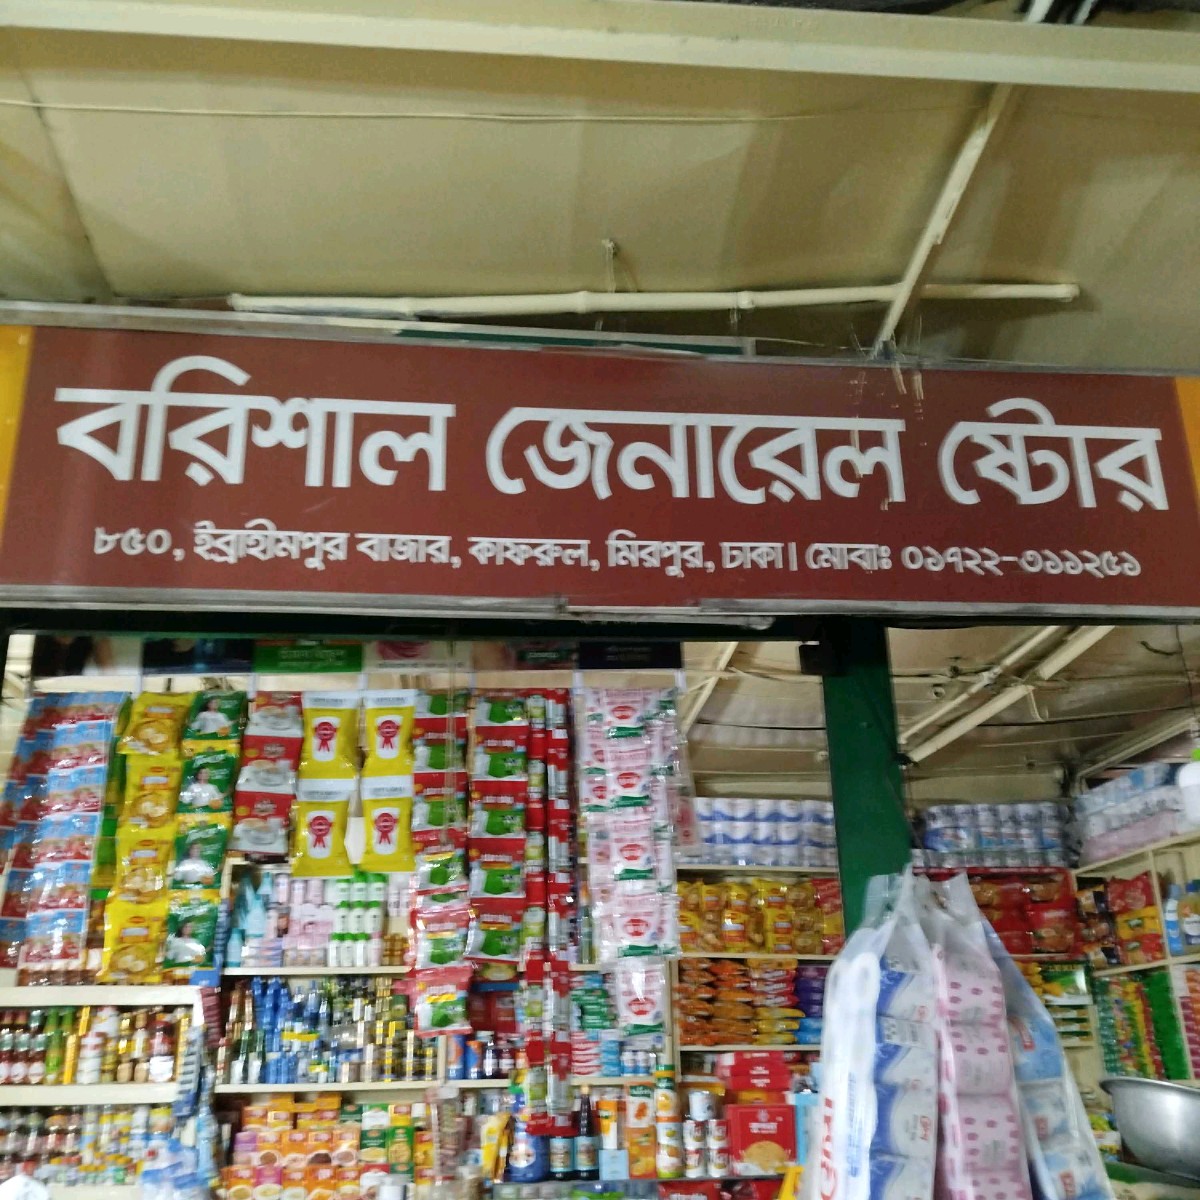 বরিশাল জেনারেল ষ্টোর
৮৫০, ইব্রাহীমপুর বাজার, কাফরুল, মিরপুর, ঢাকা। মোবাঃ ০১৭২২-৩১১২৫১